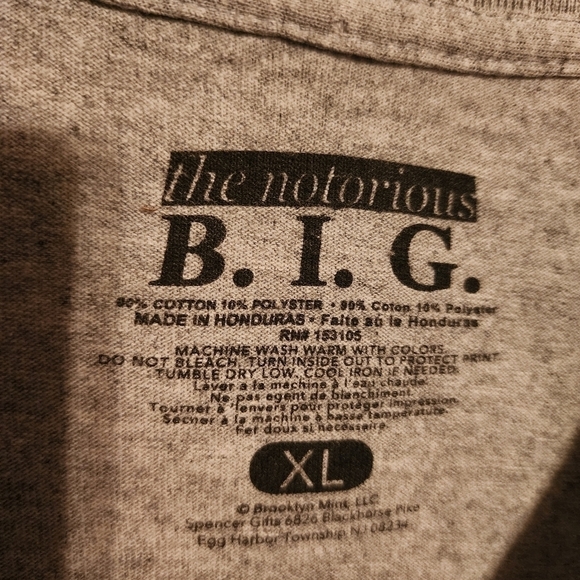 the notorious
B. I. G.
90% COTTON 10% POLYSTER • 90% Coton 10% Polyster
MADE IN HONDURAS • Faite au le Honduras
RN# 153105
MACHINE WASH WARM WITH COLORS.
DO NOT BLEACH. TURN INSIDE OUT TO PROTECT PRINT.
TUMBLE DRY LOW. COOL IRON IF NEEDED.
Laver a la machine à l'eau chaude.
Ne pas egent de blanchiment.
Tourner à l'envers pour protéger impression.
Sécner à la machine à basse température.
Fer doux si nécessaire.
XL
© Brooklyn Mint, LLC
Spencer Gifts 6826 Blackhorse Pike
Egg Harbor Township, NJ 08234